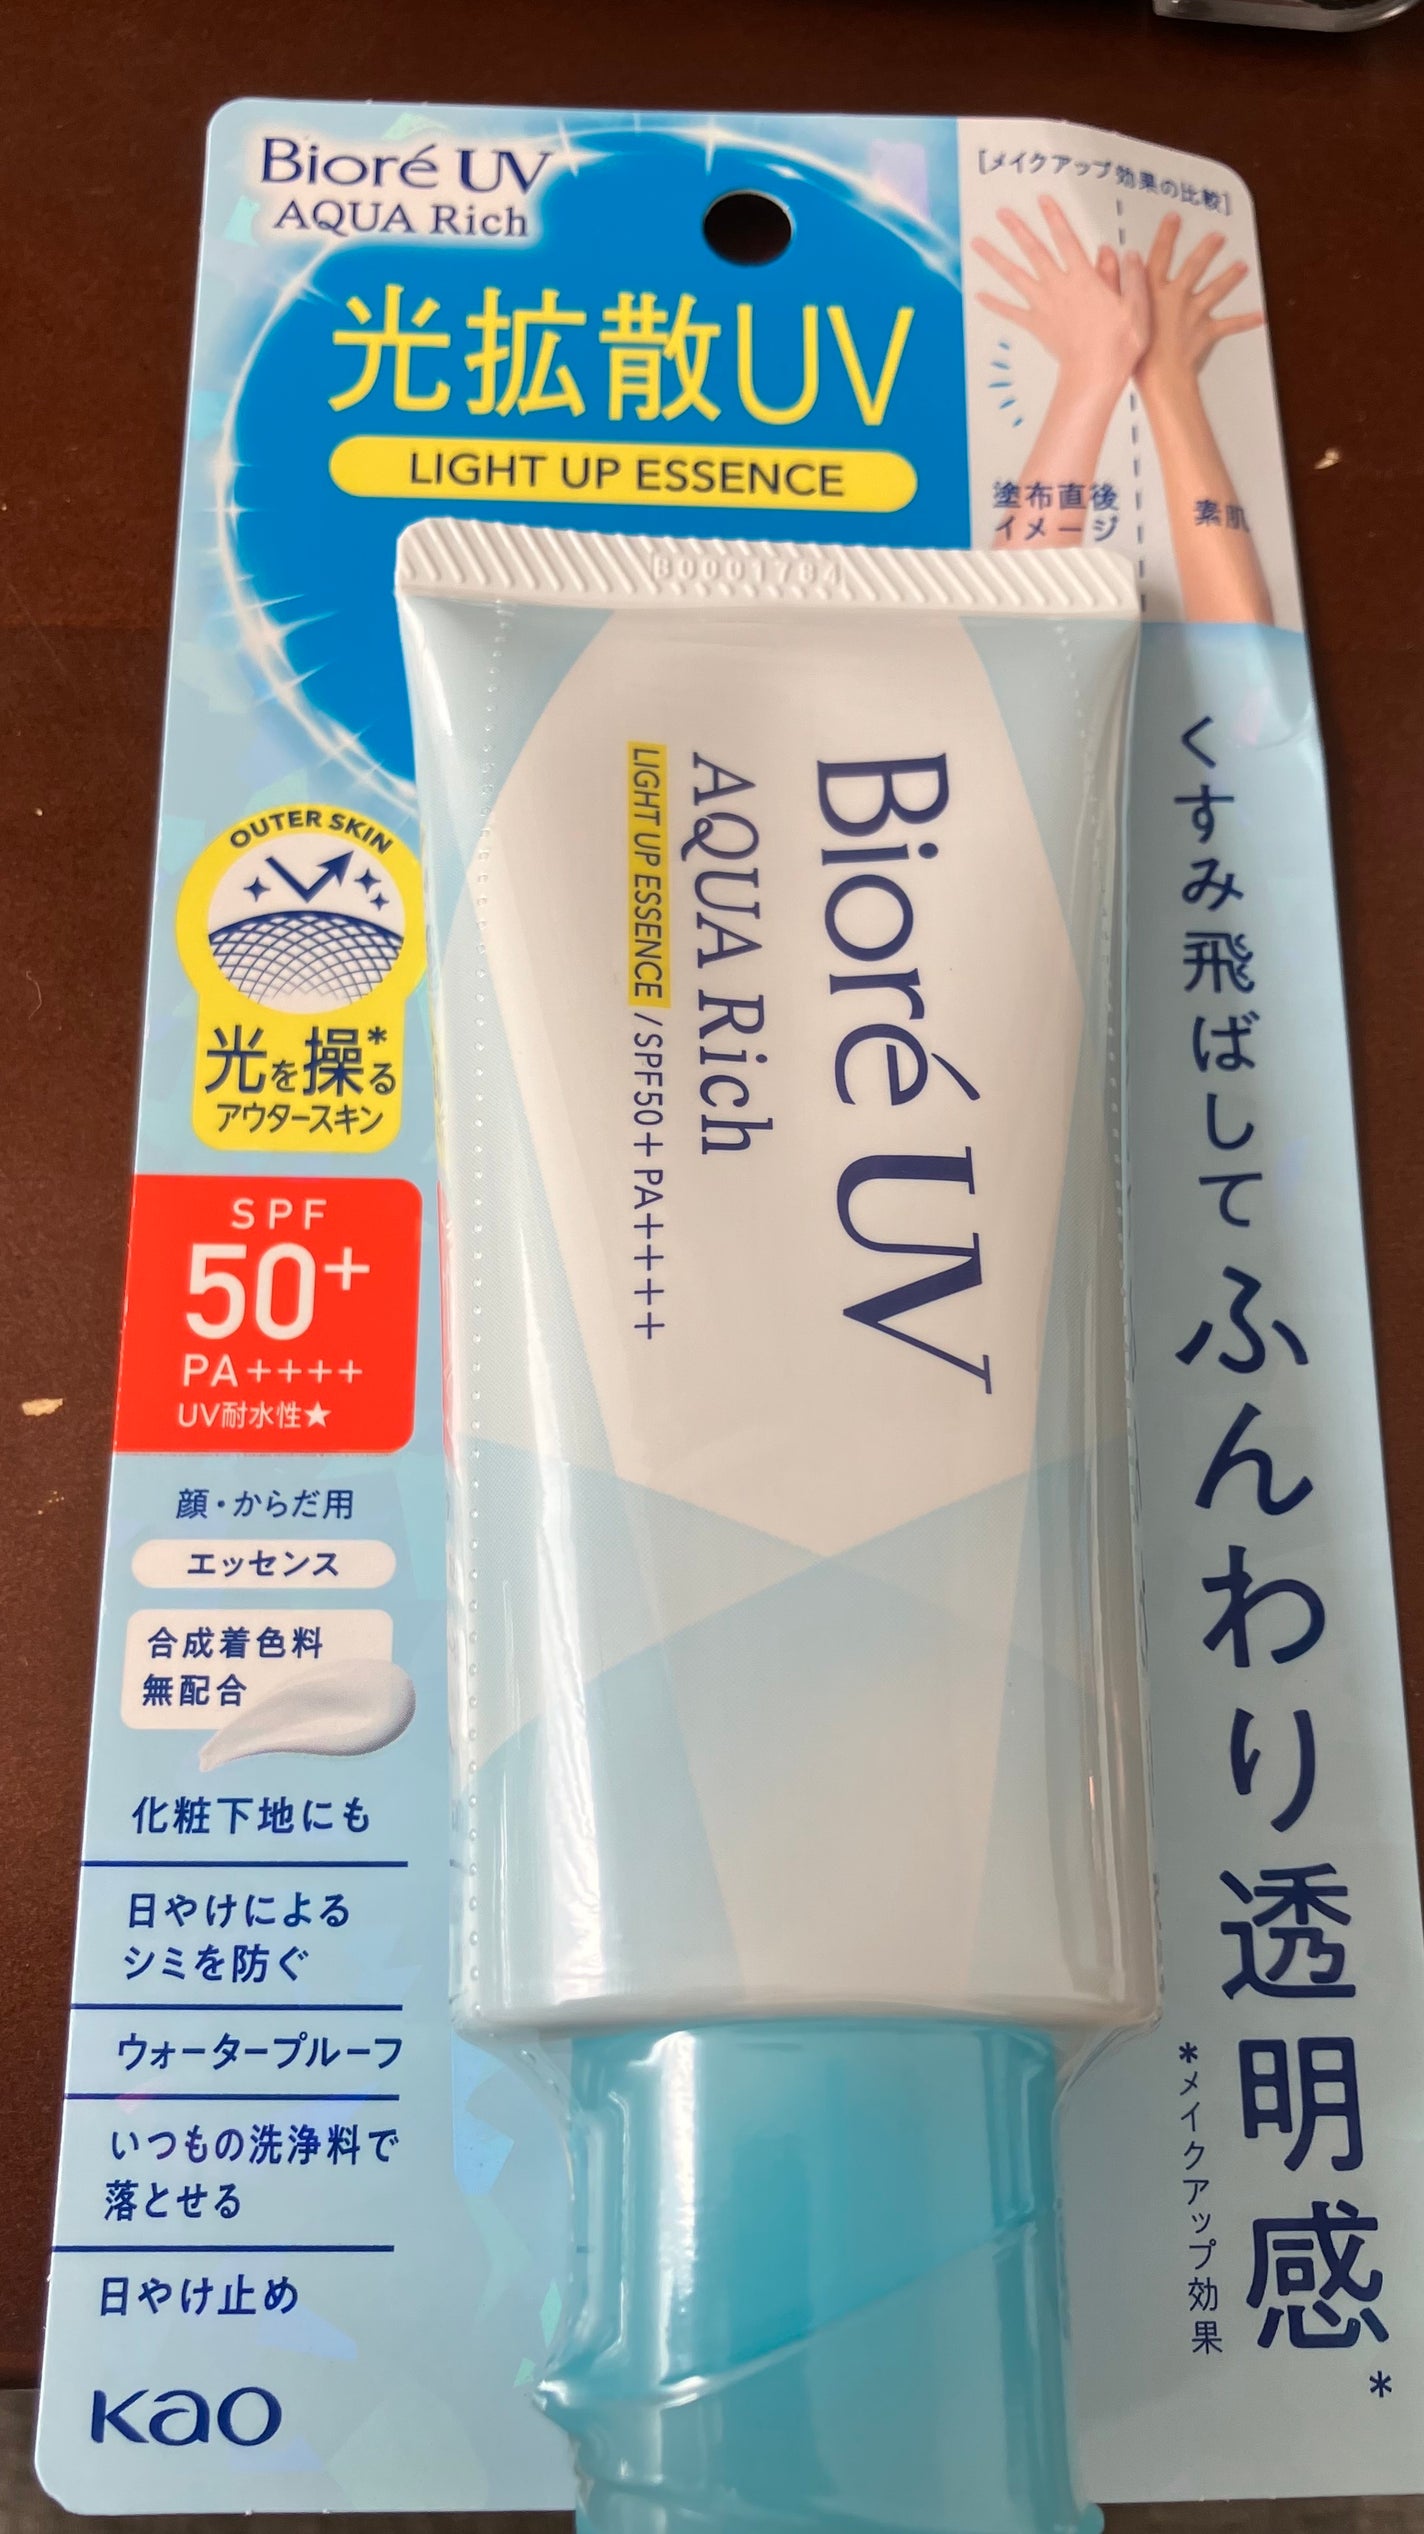 Bioré UV
AQUA Rich
光拡散UV
LIGHT UP ESSENCE
[メイクアップ効果の比較]
塗布直後
イメージ
素肌
B0001784
Bioré UV
AQUA Rich
LIGHT UP ESSENCE /SPF50+ PA++++
OUTER SKIN
光を操る*
アウタースキン
SPF
50+
PA++++
UV耐水性★
顔・からだ用
エッセンス
合成着色料
無配合
化粧下地にも
日やけによる
シミを防ぐ
ウォータープルーフ
いつもの洗浄料で
落とせる
日やけ止め
Kao
くすみ飛ばしてふんわり透明感*
*メイクアップ効果